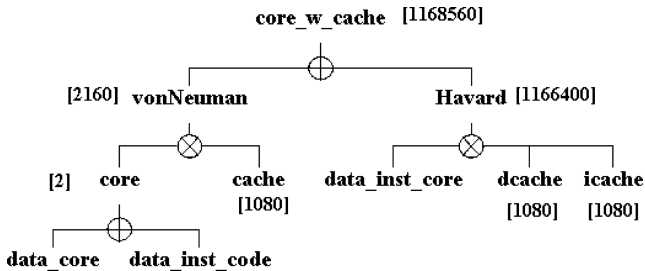 core_w_cache [1168560]
[2160] vonNeuman Havard [1166400]
[2] core cache data_inst_core dcache icache
[1080] [1080] [1080]
data_core data_inst_code